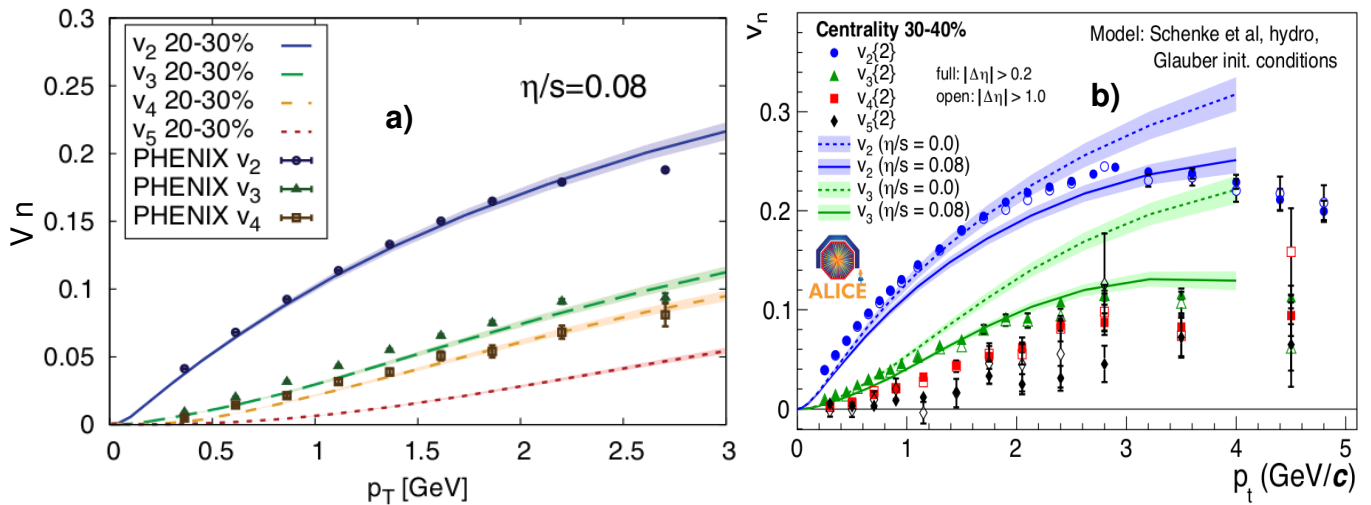 v2 20-30%
v3 20-30%
v4 20-30%
v5 20-30%
PHENIX v2
PHENIX v3
PHENIX v4
η/s=0.08
a)
vn
0.3
0.25
0.2
0.15
0.1
0.05
0
0 0.5 1 1.5 2 2.5 3
pT [GeV]
vn
Centrality 30-40%
v2{2}
v3{2}
v4{2}
v5{2}
full: |Δη| > 0.2
open: |Δη| > 1.0
v2 (η/s = 0.0)
v2 (η/s = 0.08)
v3 (η/s = 0.0)
v3 (η/s = 0.08)
Model: Schenke et al, hydro,
Glauber init. conditions
b)
ALICE
0.3
0.2
0.1
0
0 1 2 3 4 5
pt (GeV/c)